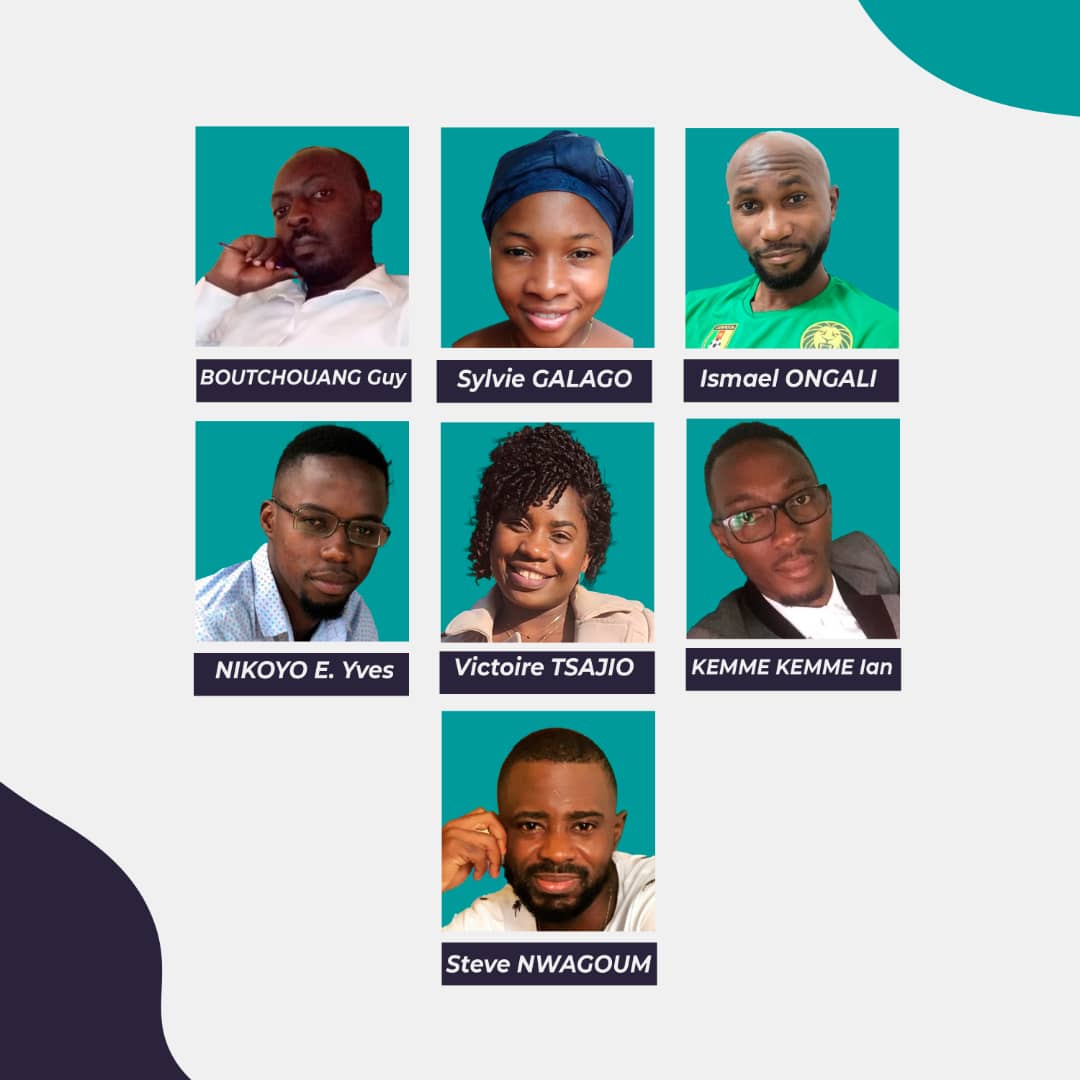 BOUTCHOUANG Guy
Sylvie GALAGO
Ismael ONGALI
NIKOYO E. Yves
Victoire TSAJIO
KEMME KEMME Ian
Steve NWAGOUM